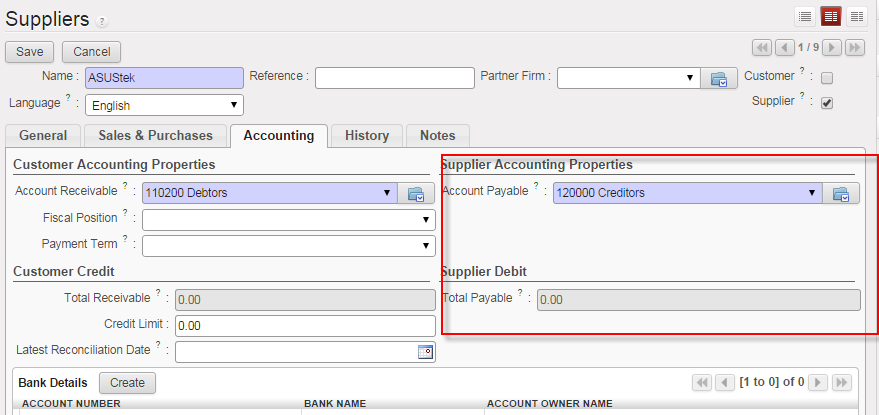 Suppliers ?
Save Cancel 1 / 9
Name : ASUStek Reference : Partner Firm : Customer ? :
Language ? : English Supplier ? :
General Sales & Purchases Accounting History Notes
Customer Accounting Properties Supplier Accounting Properties
Account Receivable ? : 110200 Debtors Account Payable ? : 120000 Creditors
Fiscal Position ? :
Payment Term ? :
Customer Credit Supplier Debit
Total Receivable ? : 0.00 Total Payable ? : 0.00
Credit Limit : 0.00
Latest Reconciliation Date ? :
Bank Details Create [1 to 0] of 0
ACCOUNT NUMBER BANK NAME ACCOUNT OWNER NAME